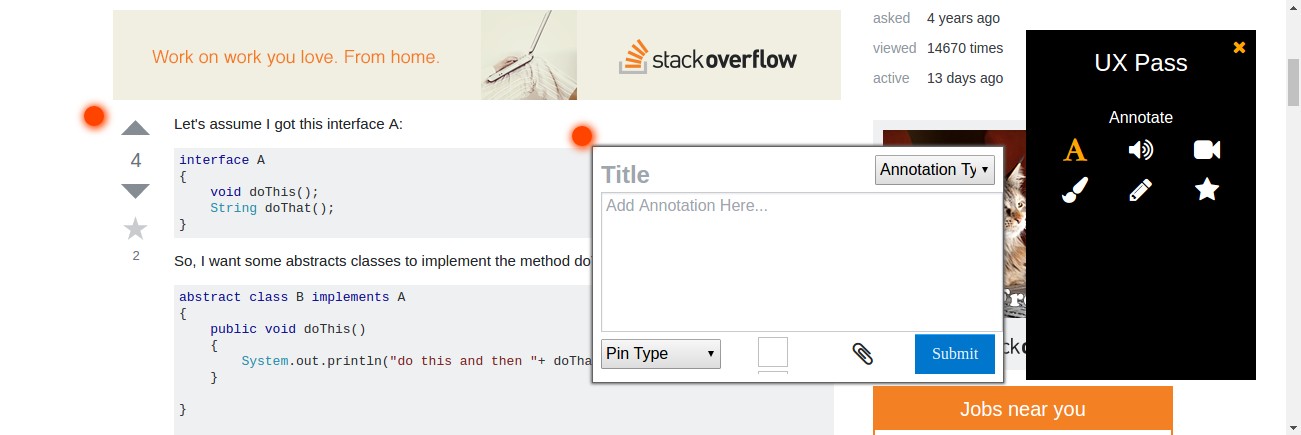 Work on work you love. From home.
stackoverflow
asked 4 years ago
viewed 14670 times
active 13 days ago
UX Pass
Annotate
A
Let's assume I got this interface A:
4
interface A
{
void doThis();
String doThat();
}
2
So, I want some abstracts classes to implement the method do
abstract class B implements A
{
public void doThis()
{
System.out.println("do this and then "+ doTha
}
}
Title
Annotation Ty
Add Annotation Here...
Pin Type
Submit
Jobs near you